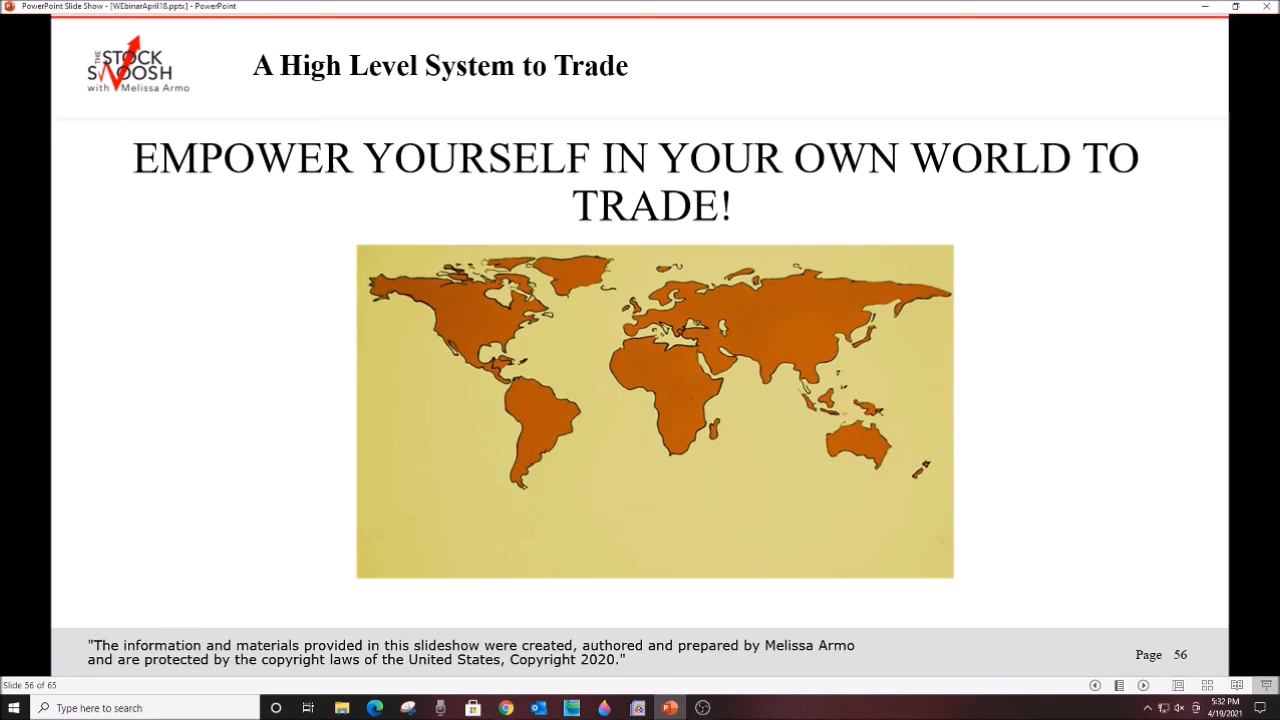 PowerPoint Slide Show - [WEbinarApril18.pptx] - PowerPoint
THE
STOCK
SWOOSH
with Melissa Armo
A High Level System to Trade
EMPOWER YOURSELF IN YOUR OWN WORLD TO
TRADE!
"The information and materials provided in this slideshow were created, authored and prepared by Melissa Armo
and are protected by the copyright laws of the United States, Copyright 2020."
Page 56
Slide 56 of 65
Type here to search
5:32 PM
4/19/2021